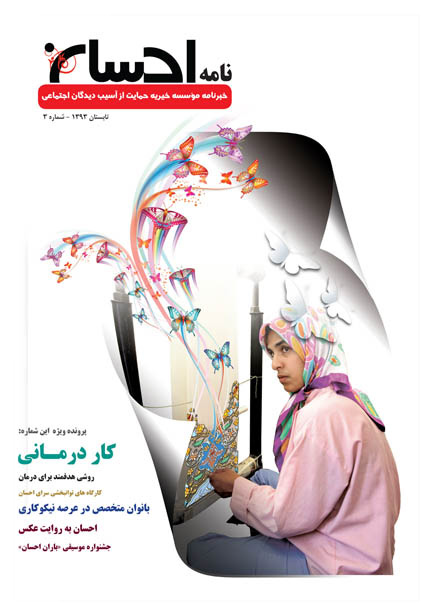 نامه احسان
خبرنامه مؤسسه خیریه حمایت از آسیب دیدگان اجتماعی
تابستان ۱۳۹۳ - شماره ۳
پرونده ویژه این شماره:
کار درمـــانی
روشی هدفمند برای درمان
کارگاه های توانبخشی سرای احسان
بانوان متخصص در عرصه نیکوکاری
احسان به روایت عکس
جشنواره موسیقی «باران احسان»